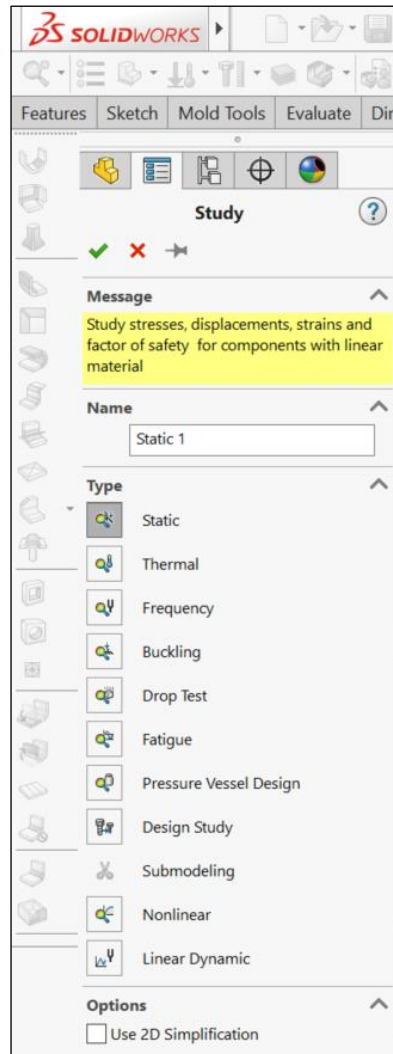 SOLIDWORKS
Features Sketch Mold Tools Evaluate
Study
?
Message
Study stresses, displacements, strains and
factor of safety for components with linear
material
Name
Static 1
Type
Static
Thermal
Frequency
Buckling
Drop Test
Fatigue
Pressure Vessel Design
Design Study
Submodeling
Nonlinear
Linear Dynamic
Options
Use 2D Simplification